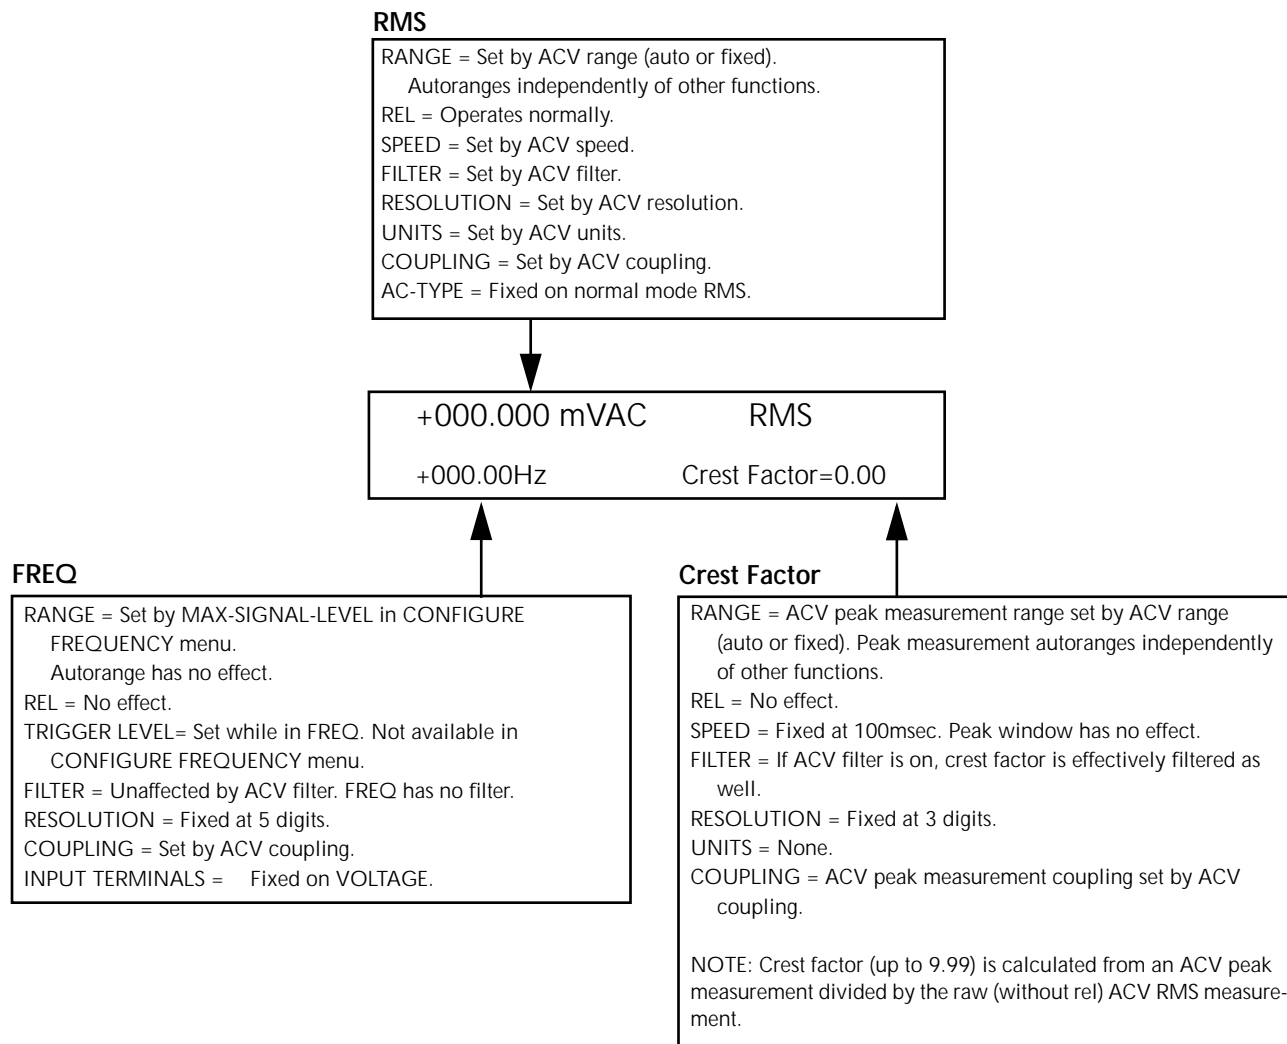 RMS
RANGE = Set by ACV range (auto or fixed).
Autoranges independently of other functions.
REL = Operates normally.
SPEED = Set by ACV speed.
FILTER = Set by ACV filter.
RESOLUTION = Set by ACV resolution.
UNITS = Set by ACV units.
COUPLING = Set by ACV coupling.
AC-TYPE = Fixed on normal mode RMS.
+000.000 mVAC RMS
+000.00Hz Crest Factor=0.00
FREQ
RANGE = Set by MAX-SIGNAL-LEVEL in CONFIGURE
FREQUENCY menu.
Autorange has no effect.
REL = No effect.
TRIGGER LEVEL= Set while in FREQ. Not available in
CONFIGURE FREQUENCY menu.
FILTER = Unaffected by ACV filter. FREQ has no filter.
RESOLUTION = Fixed at 5 digits.
COUPLING = Set by ACV coupling.
INPUT TERMINALS = Fixed on VOLTAGE.
Crest Factor
RANGE = ACV peak measurement range set by ACV range
(auto or fixed). Peak measurement autoranges independently
of other functions.
REL = No effect.
SPEED = Fixed at 100msec. Peak window has no effect.
FILTER = If ACV filter is on, crest factor is effectively filtered as
well.
RESOLUTION = Fixed at 3 digits.
UNITS = None.
COUPLING = ACV peak measurement coupling set by ACV
coupling.
NOTE: Crest factor (up to 9.99) is calculated from an ACV peak
measurement divided by the raw (without rel) ACV RMS measure-
ment.